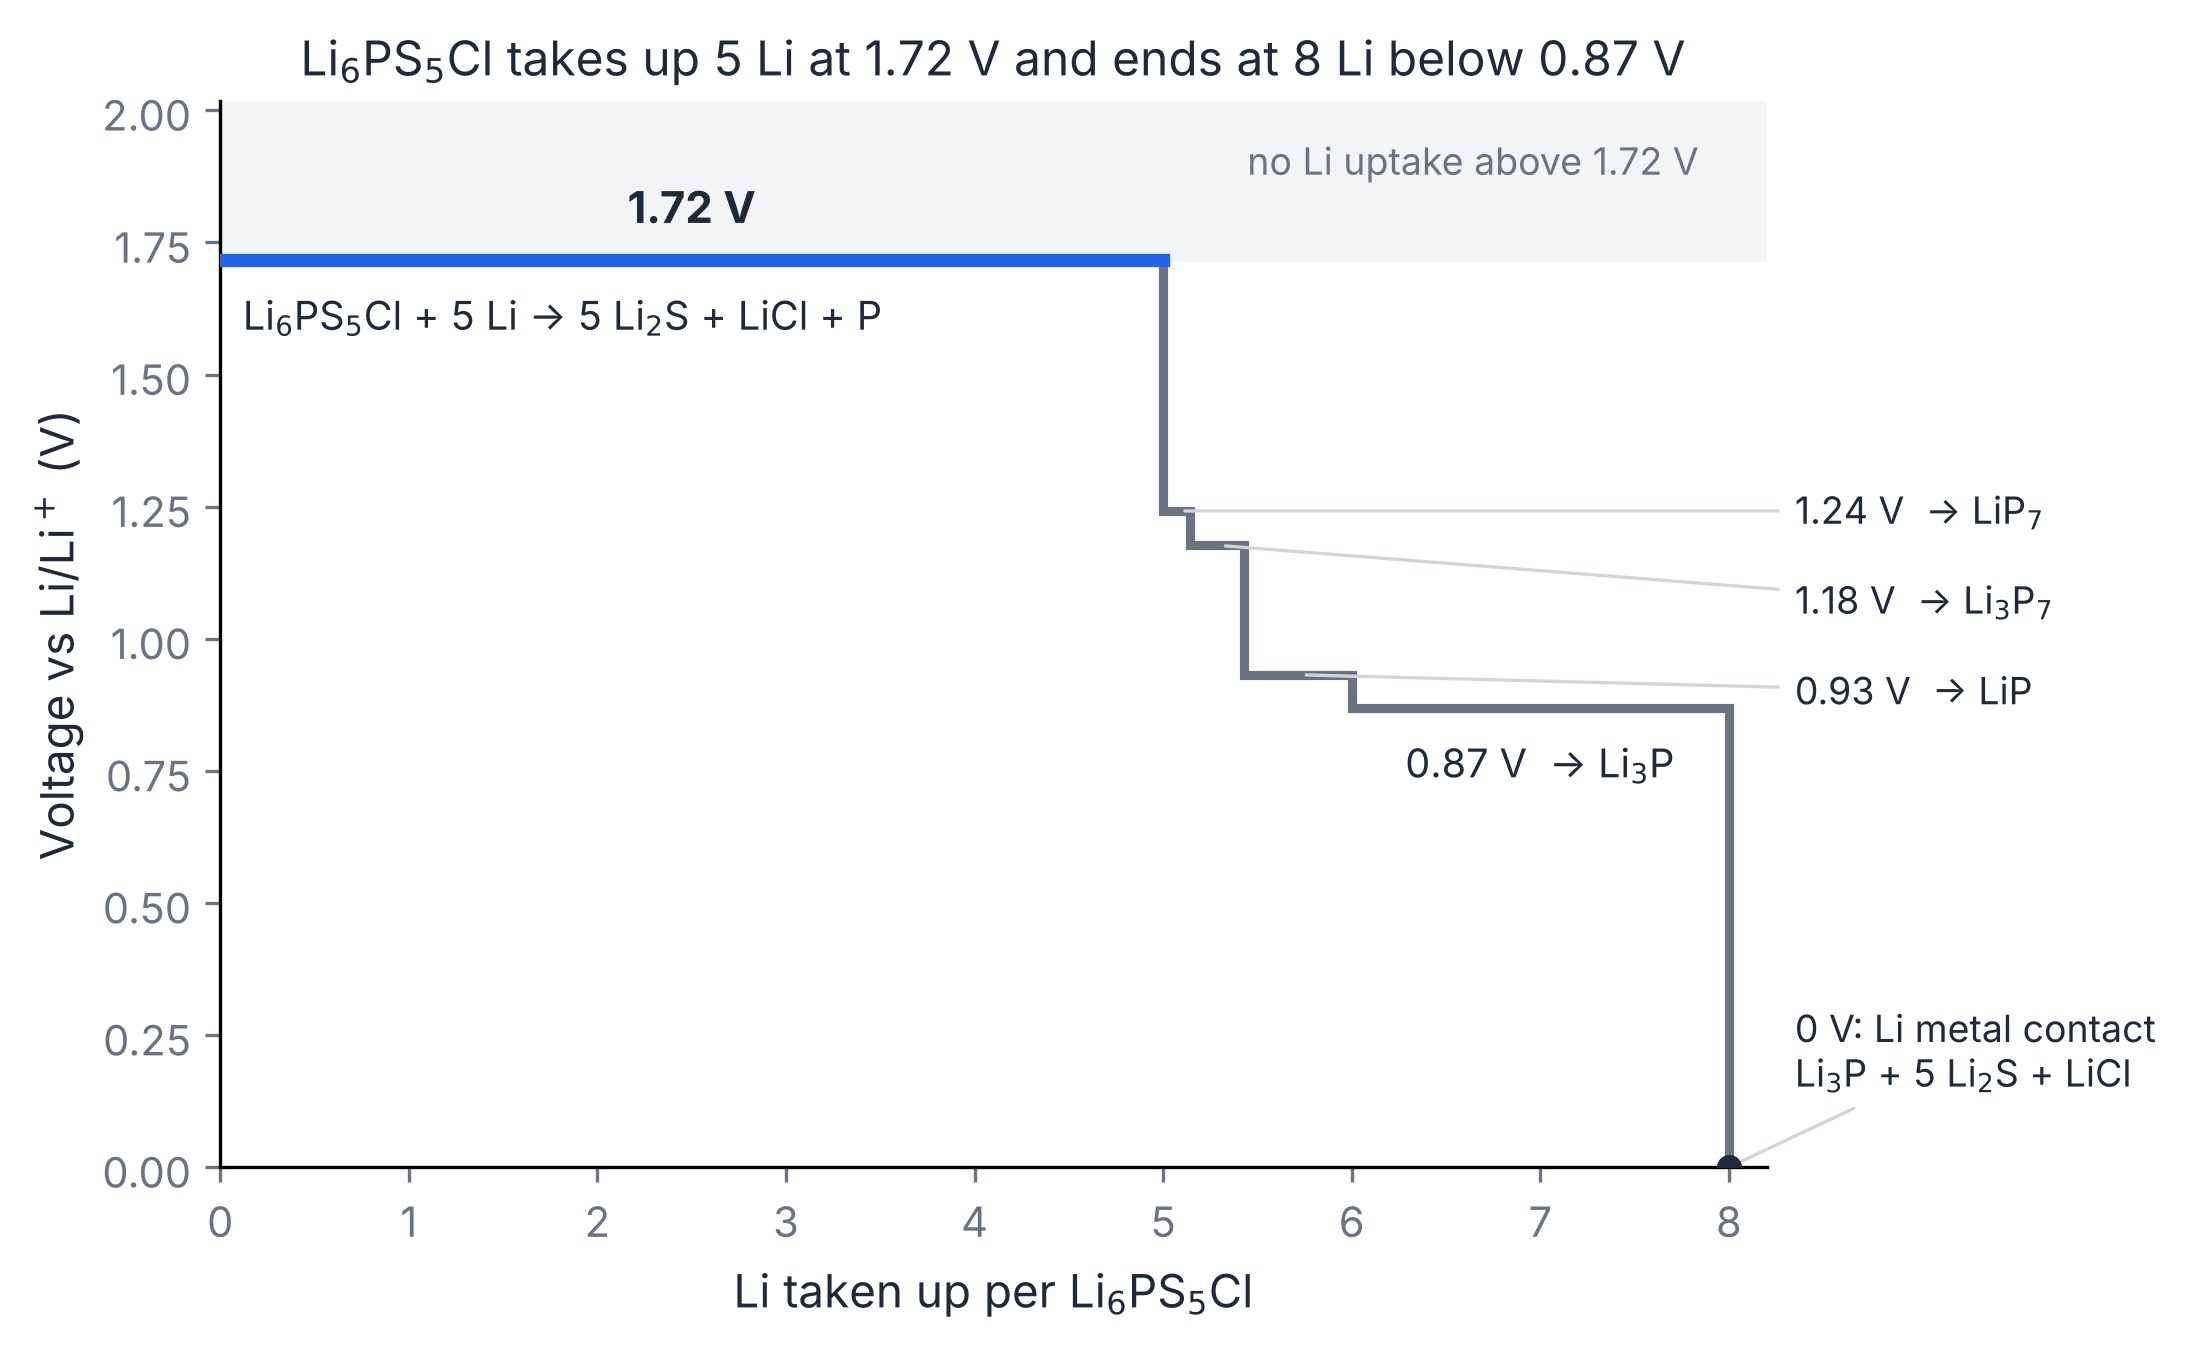 Li₆PS₅Cl takes up 5 Li at 1.72 V and ends at 8 Li below 0.87 V
2.00
1.75
1.50
1.25
1.00
0.75
0.50
0.25
0.00
Voltage vs Li/Li⁺ (V)
no Li uptake above 1.72 V
1.72 V
Li₆PS₅Cl + 5 Li → 5 Li₂S + LiCl + P
1.24 V → LiP₇
1.18 V → Li₃P₇
0.93 V → LiP
0.87 V → Li₃P
0 V: Li metal contact
Li₃P + 5 Li₂S + LiCl
0 1 2 3 4 5 6 7 8
Li taken up per Li₆PS₅Cl